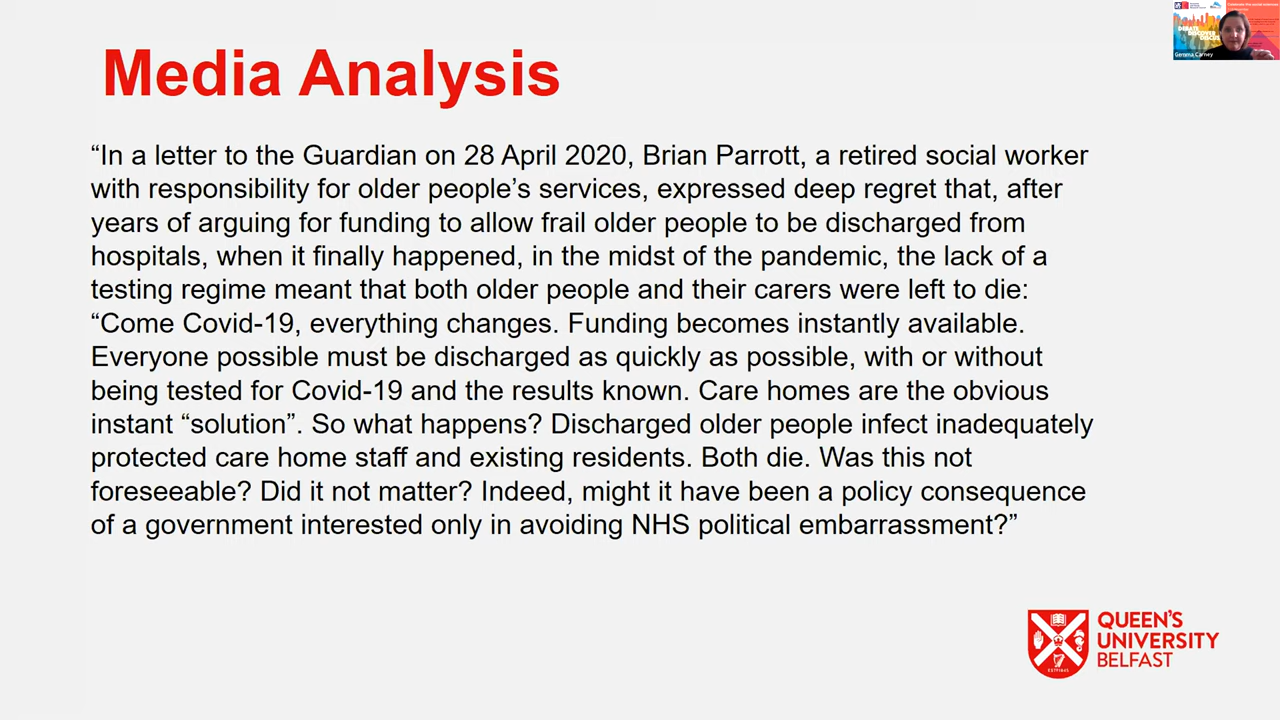 Media Analysis
“In a letter to the Guardian on 28 April 2020, Brian Parrott, a retired social worker
with responsibility for older people’s services, expressed deep regret that, after
years of arguing for funding to allow frail older people to be discharged from
hospitals, when it finally happened, in the midst of the pandemic, the lack of a
testing regime meant that both older people and their carers were left to die:
“Come Covid-19, everything changes. Funding becomes instantly available.
Everyone possible must be discharged as quickly as possible, with or without
being tested for Covid-19 and the results known. Care homes are the obvious
instant “solution”. So what happens? Discharged older people infect inadequately
protected care home staff and existing residents. Both die. Was this not
foreseeable? Did it not matter? Indeed, might it have been a policy consequence
of a government interested only in avoiding NHS political embarrassment?”
DEBATE
DISCOVER
Gemma Carney
QUEEN’S
UNIVERSITY
BELFAST